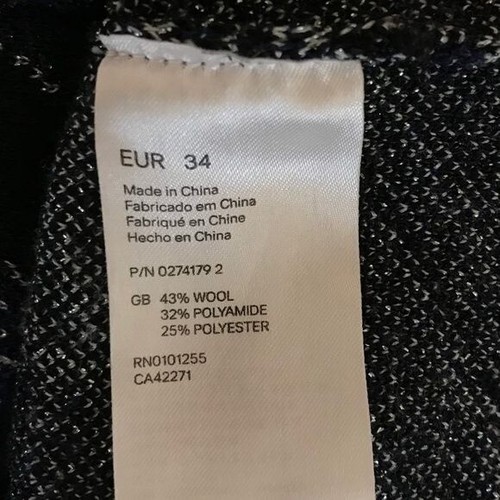 EUR 34
Made in China
Fabricado em China
Fabriqué en Chine
Hecho en China
P/N 0274179 2
GB 43% WOOL
32% POLYAMIDE
25% POLYESTER
RN0101255
CA42271